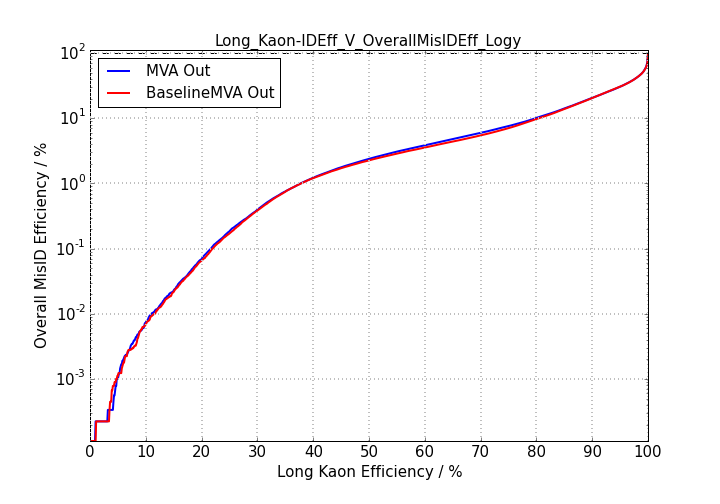 Long_Kaon-IDEff_V_OverallMisIDEff_Logy
MVA Out
BaselineMVA Out
Overall MisID Efficiency / %
10²
10¹
10⁰
10⁻¹
10⁻²
10⁻³
0 10 20 30 40 50 60 70 80 90 100
Long Kaon Efficiency / %